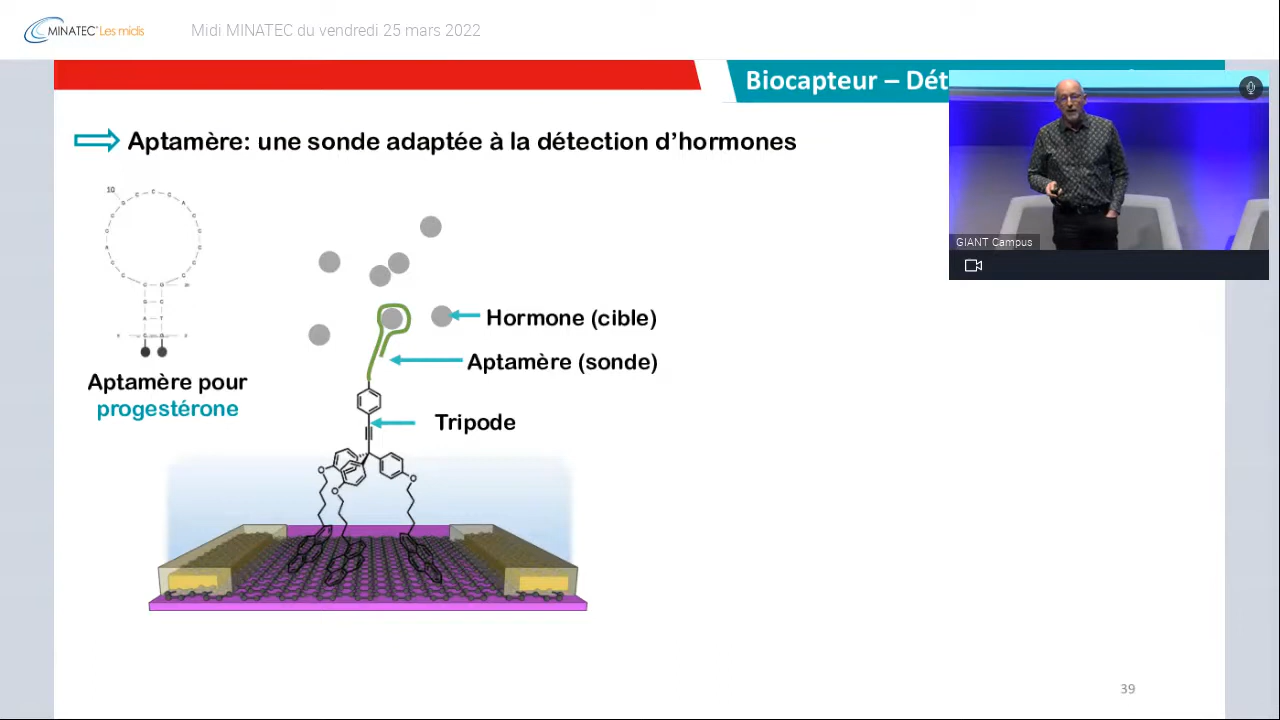 MINATEC Les midis
Midi MINATEC du vendredi 25 mars 2022
Biocapteur – Dét
Aptamère: une sonde adaptée à la détection d’hormones
10
GIANT Campus
Hormone (cible)
Aptamère (sonde)
Aptamère pour
progestérone
Tripode
O
O
O
39